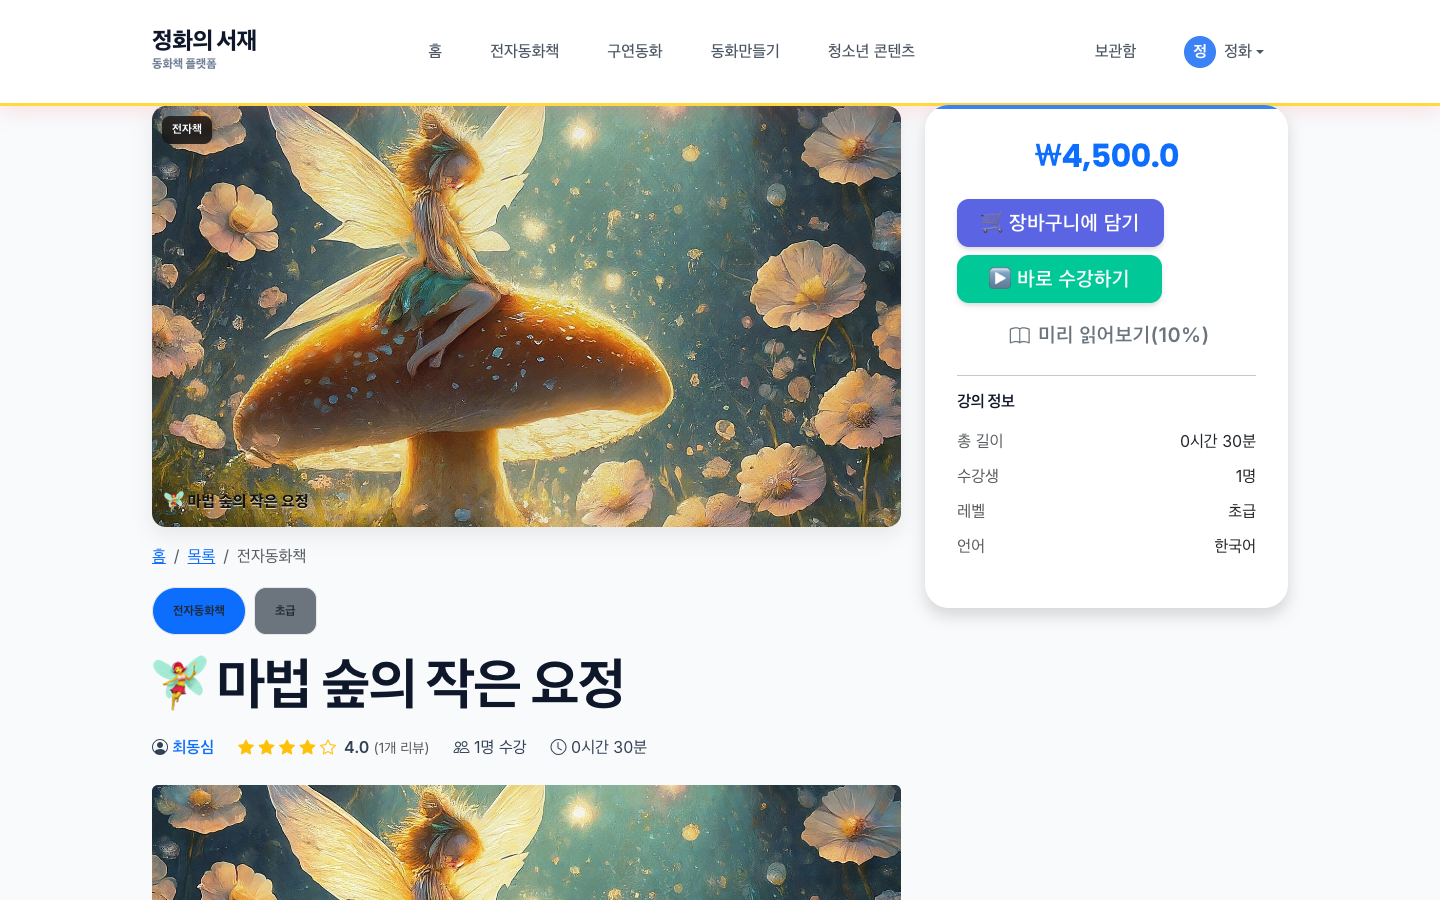 정화의 서재
동화책 플랫폼
홈
전자동화책
구연동화
동화만들기
청소년 콘텐츠
보관함
정
정화
전자책
🧚 마법 숲의 작은 요정
홈 / 목록 / 전자동화책
전자동화책
초급
🧚 마법 숲의 작은 요정
최동심
4.0 (1개 리뷰)
1명 수강
0시간 30분
₩4,500.0
🛒 장바구니에 담기
▶️ 바로 수강하기
미리 읽어보기(10%)
강의 정보
총 길이 0시간 30분
수강생 1명
레벨 초급
언어 한국어